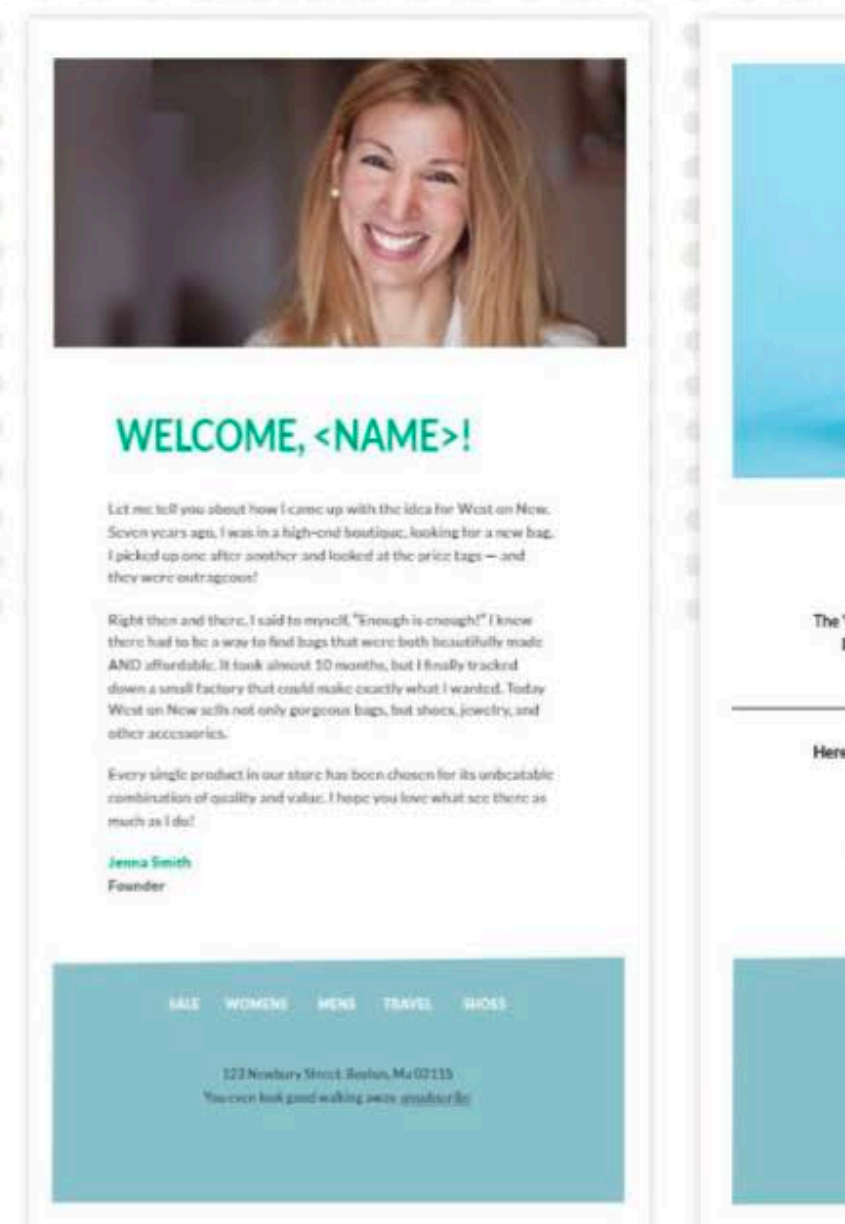 WELCOME, <NAME>!
Let me tell you about how I came up with the idea for West on New.
Seven years ago, I was in a high-end boutique, looking for a new bag.
I picked up one after another and looked at the price tags — and
they were outrageous!
Right then and there, I said to myself, "Enough is enough!" I knew
there had to be a way to find bags that were both beautifully made
AND affordable. It took almost 10 months, but I finally tracked
down a small factory that could make exactly what I wanted. Today
West on New sells not only gorgeous bags, but shoes, jewelry, and
other accessories.
Every single product in our store has been chosen for its unbeatable
combination of quality and value. I hope you love what see there as
much as I do!
Jenna Smith
Founder
SALE WOMENS MENS TRAVEL SHOES
123 Newbury Street Boston, Ma 02115
You even look good walking away. unsubscribe
The
Here